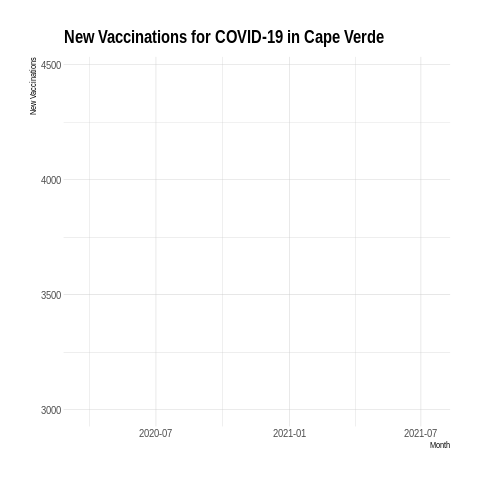 New Vaccinations for COVID-19 in Cape Verde
New Vaccinations
4500
4000
3500
3000
2020-07
2021-01
2021-07
Month